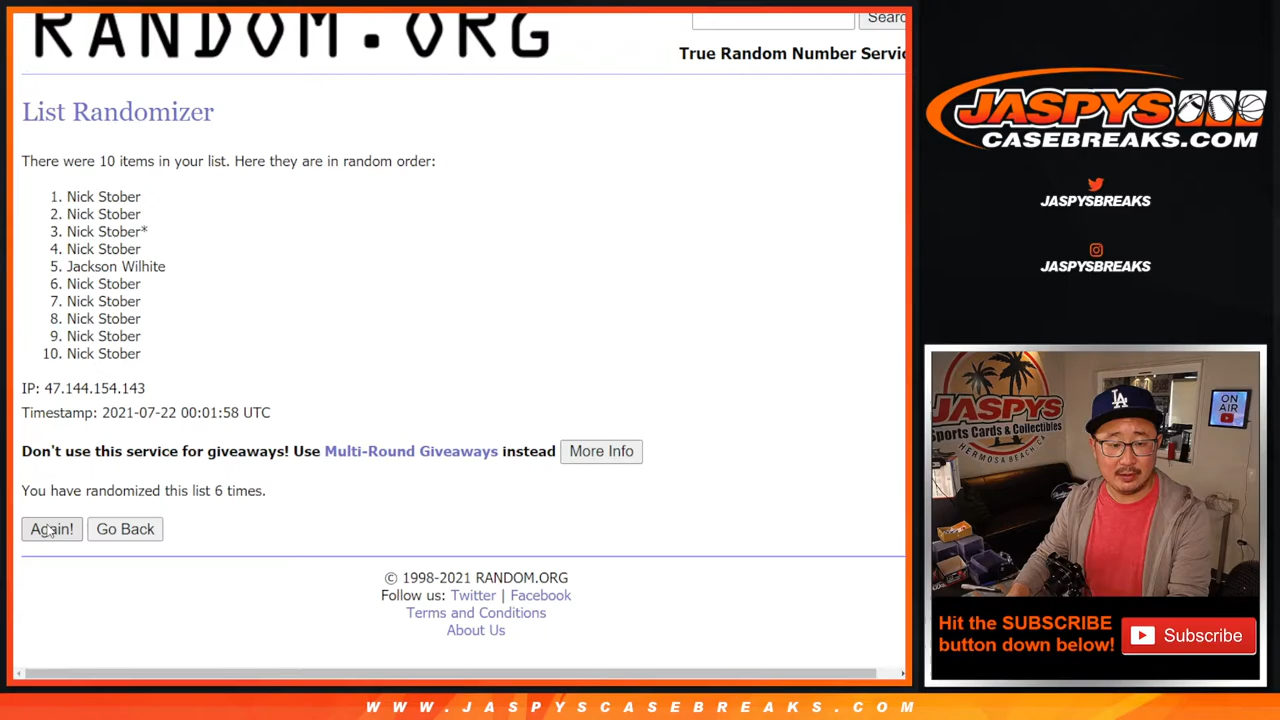 RANDOM.ORG
Searc
True Random Number Servic
List Randomizer
There were 10 items in your list. Here they are in random order:
1. Nick Stober
2. Nick Stober
3. Nick Stober*
4. Nick Stober
5. Jackson Wilhite
6. Nick Stober
7. Nick Stober
8. Nick Stober
9. Nick Stober
10. Nick Stober
IP: 47.144.154.143
Timestamp: 2021-07-22 00:01:58 UTC
Don't use this service for giveaways! Use Multi-Round Giveaways instead More Info
You have randomized this list 6 times.
Again! Go Back
© 1998-2021 RANDOM.ORG
Follow us: Twitter | Facebook
Terms and Conditions
About Us
JASPYS
CASEBREAKS.COM
JASPYSBREAKS
JASPYSBREAKS
JASPYS
Sports Cards & Collectibles
HERMOSA BEACH, CA
ON
AIR
LA
Hit the SUBSCRIBE
button down below!
Subscribe
WWW.JASPYSCASEBREAKS.COM